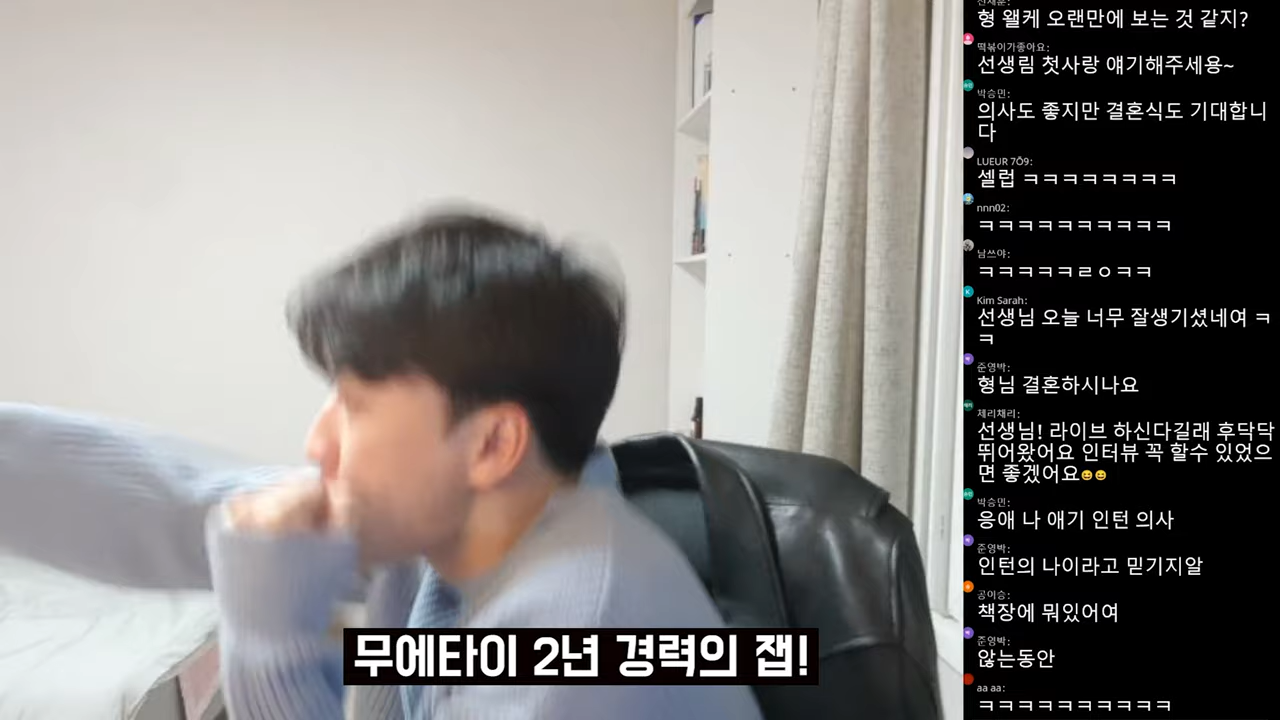 형 왤케 오랜만에 보는 것 같지?
떡볶이가좋아요:
선생림 첫사랑 얘기해주세용~
박승민:
의사도 좋지만 결혼식도 기대합니
다
LUEUR 7Ö9:
셀럽 ㅋㅋㅋㅋㅋㅋㅋㅋ
nnn02:
ㅋㅋㅋㅋㅋㅋㅋㅋㅋㅋ
남쓰야:
ㅋㅋㅋㅋㅋㄹㅇㅋㅋ
Kim Sarah:
선생님 오늘 너무 잘생기셨네여 ㅋ
ㅋ
준영박:
형님 결혼하시나요
체리채리:
선생님! 라이브 하신다길래 후닥닥
뛰어왔어요 인터뷰 꼭 할수 있었으
면 좋겠어요😆😆
박승민:
응애 나 애기 인턴 의사
준영박:
인턴의 나이라고 믿기지알
공이승:
책장에 뭐있어여
준영박:
않는동안
aa aa:
ㅋㅋㅋㅋㅋㅋㅋㅋㅋㅋ
무에타이 2년 경력의 잽!